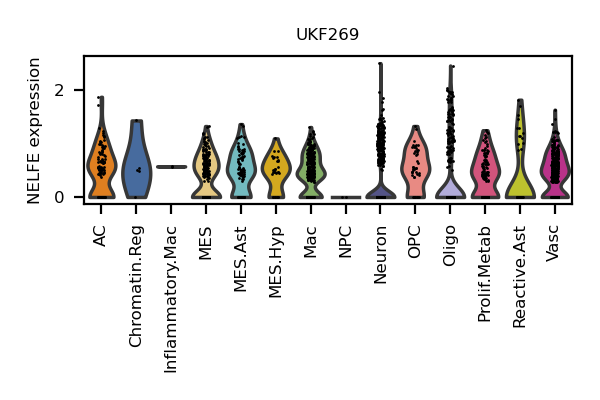 UKF269
NELFE expression
2
0
AC
Chromatin.Reg
Inflammatory.Mac
MES
MES.Ast
MES.Hyp
Mac
NPC
Neuron
OPC
Oligo
Prolif.Metab
Reactive.Ast
Vasc